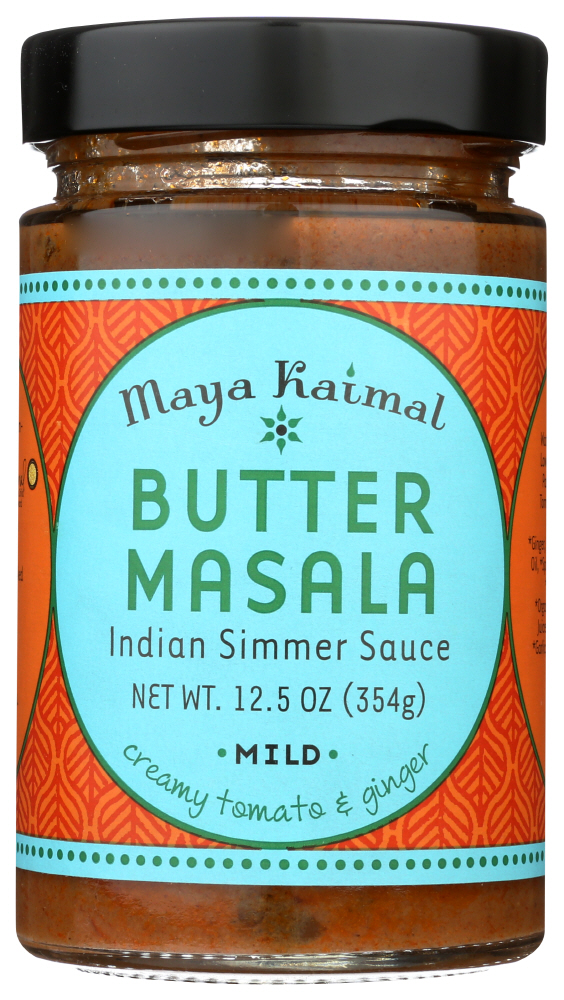 Maya Kaimal
BUTTER
MASALA
Indian Simmer Sauce
NET WT. 12.5 OZ (354g)
• MILD •
creamy tomato & ginger